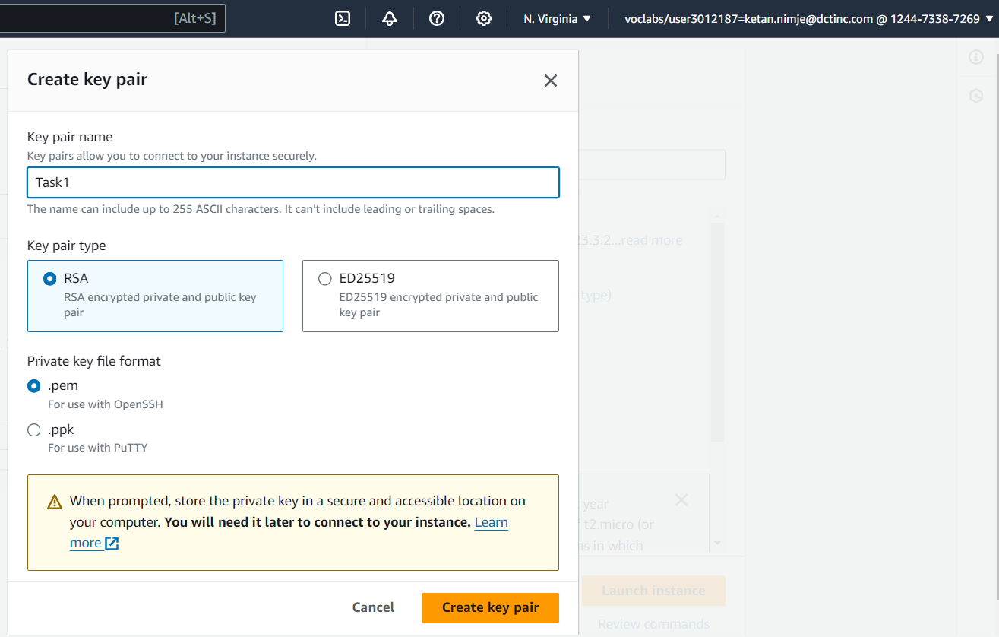 [Alt+S]
N. Virginia
voclabs/user3012187=ketan.nimje@dctinc.com @ 1244-7338-7269
Create key pair
Key pair name
Key pairs allow you to connect to your instance securely.
Task1
The name can include up to 255 ASCII characters. It can't include leading or trailing spaces.
Key pair type
RSA
RSA encrypted private and public key
pair
ED25519
ED25519 encrypted private and public
key pair
Private key file format
.pem
For use with OpenSSH
.ppk
For use with PuTTY
When prompted, store the private key in a secure and accessible location on
your computer. You will need it later to connect to your instance. Learn
more
Cancel
Create key pair
23.3.2...read more
type)
year
t2.micro (or
in which
Launch instance
Review commands